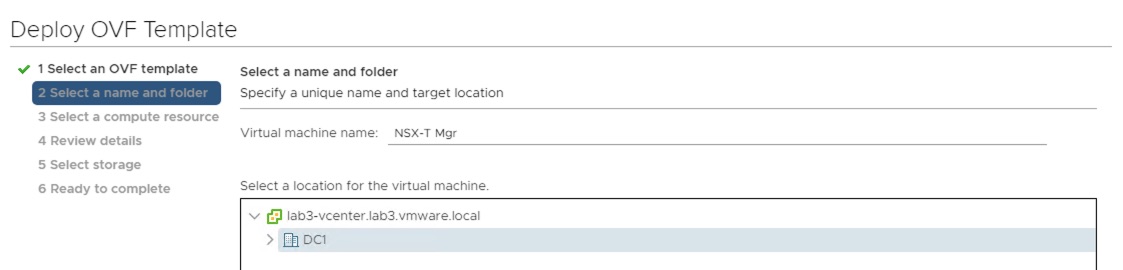 Deploy OVF Template
1 Select an OVF template
2 Select a name and folder
3 Select a compute resource
4 Review details
5 Select storage
6 Ready to complete
Select a name and folder
Specify a unique name and target location
Virtual machine name: NSX-T Mgr
Select a location for the virtual machine.
lab3-vcenter.lab3.vmware.local
DC1